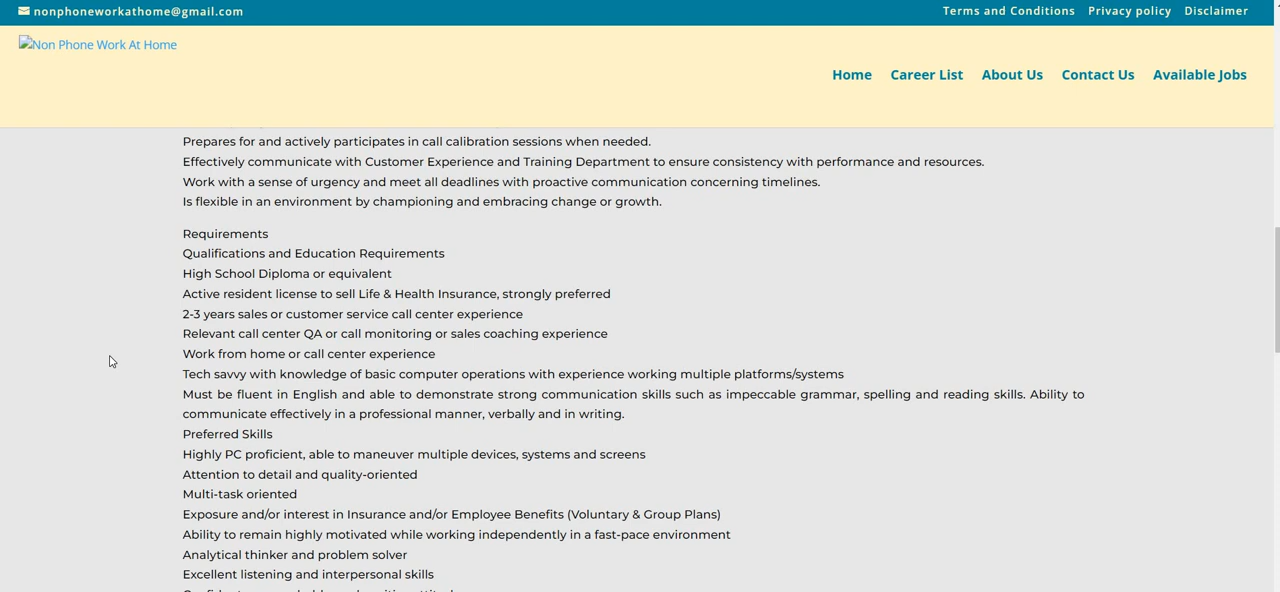 nonphoneworkathome@gmail.com
Terms and Conditions Privacy policy Disclaimer
Non Phone Work At Home
Home Career List About Us Contact Us Available Jobs
Prepares for and actively participates in call calibration sessions when needed.
Effectively communicate with Customer Experience and Training Department to ensure consistency with performance and resources.
Work with a sense of urgency and meet all deadlines with proactive communication concerning timelines.
Is flexible in an environment by championing and embracing change or growth.
Requirements
Qualifications and Education Requirements
High School Diploma or equivalent
Active resident license to sell Life & Health Insurance, strongly preferred
2-3 years sales or customer service call center experience
Relevant call center QA or call monitoring or sales coaching experience
Work from home or call center experience
Tech savvy with knowledge of basic computer operations with experience working multiple platforms/systems
Must be fluent in English and able to demonstrate strong communication skills such as impeccable grammar, spelling and reading skills. Ability to
communicate effectively in a professional manner, verbally and in writing.
Preferred Skills
Highly PC proficient, able to maneuver multiple devices, systems and screens
Attention to detail and quality-oriented
Multi-task oriented
Exposure and/or interest in Insurance and/or Employee Benefits (Voluntary & Group Plans)
Ability to remain highly motivated while working independently in a fast-pace environment
Analytical thinker and problem solver
Excellent listening and interpersonal skills